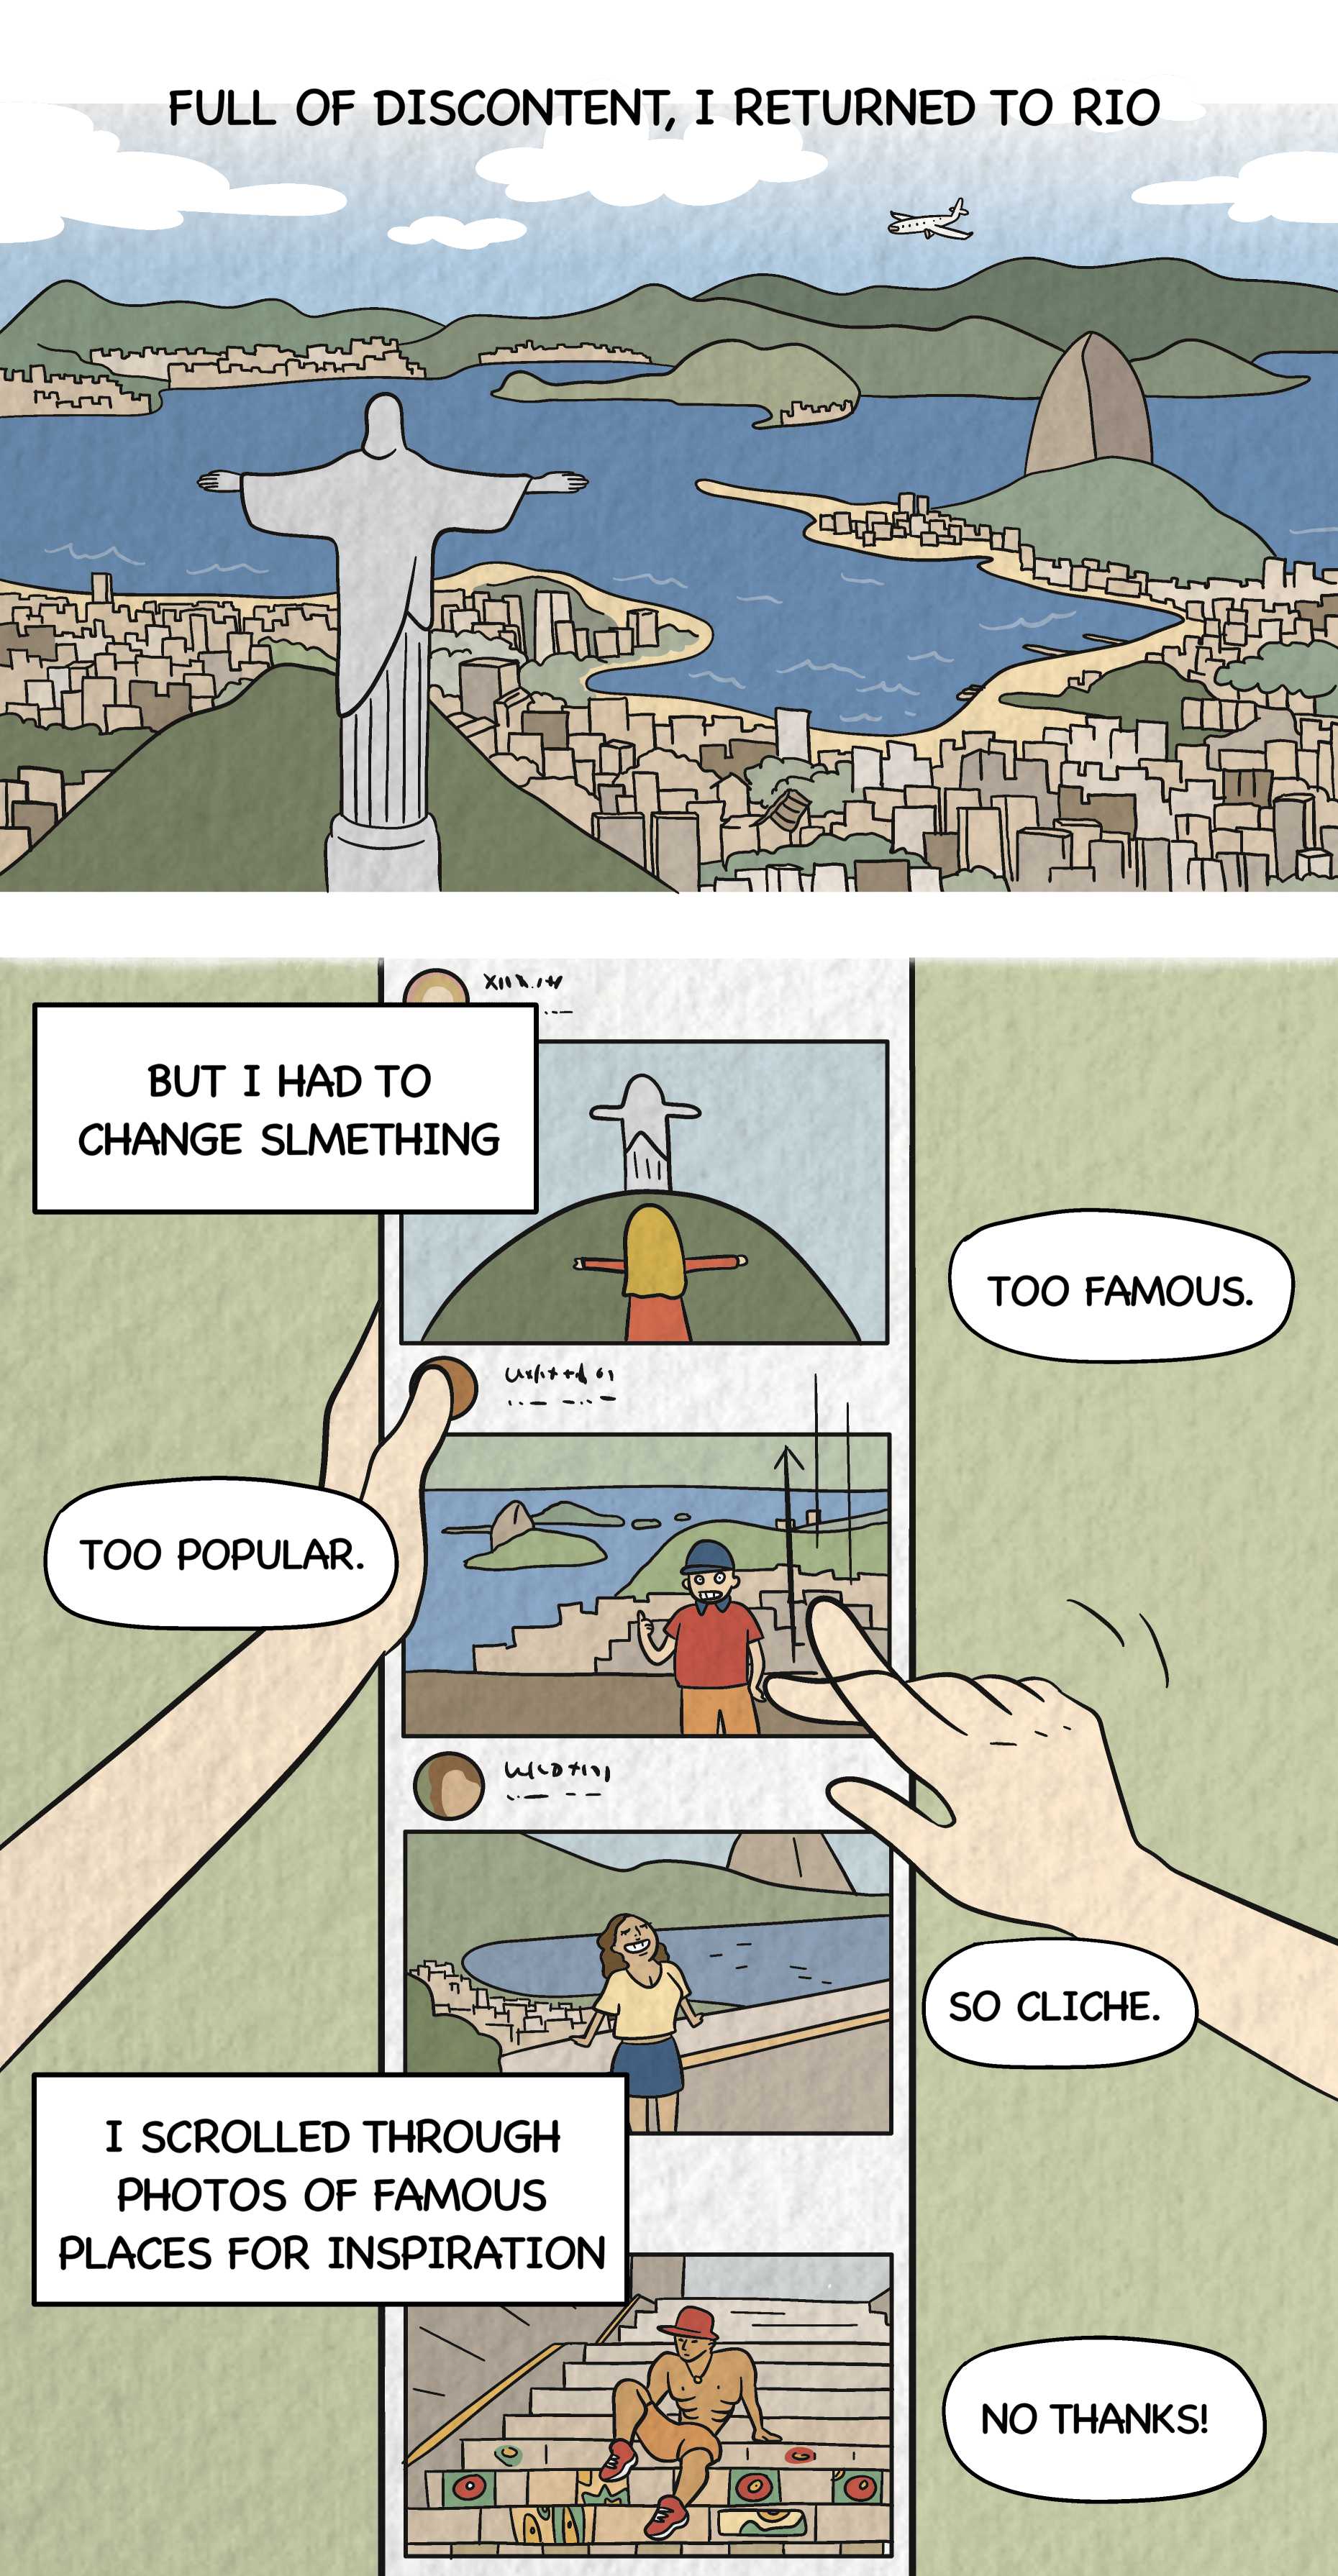 FULL OF DISCONTENT, I RETURNED TO RIO
BUT I HAD TO
CHANGE SLMETHING
TOO FAMOUS.
TOO POPULAR.
SO CLICHE.
I SCROLLED THROUGH
PHOTOS OF FAMOUS
PLACES FOR INSPIRATION
NO THANKS!